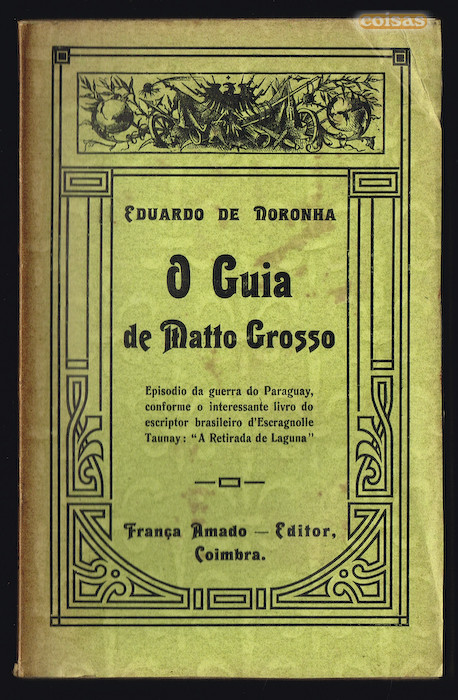 coisas
EDUARDO DE NORONHA
O Guia
de Matto Grosso
Episodio da guerra do Paraguay,
conforme o interessante livro do
escriptor brasileiro d'Escragnolle
Taunay: "A Retirada de Laguna"
França Amado — Editor,
Coimbra.